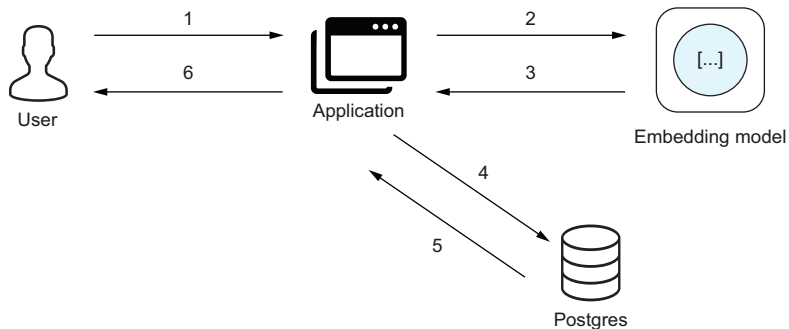 1
2
[...]
6
3
User
Application
Embedding model
4
5
Postgres